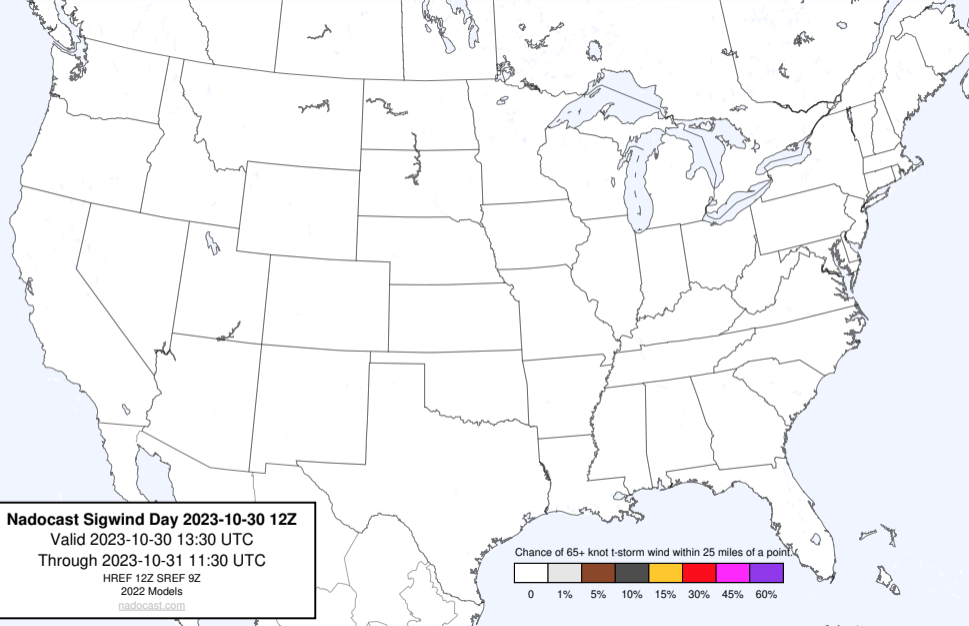 Nadocast Sigwind Day 2023-10-30 12Z
Valid 2023-10-30 13:30 UTC
Through 2023-10-31 11:30 UTC
HREF 12Z SREF 9Z
2022 Models
nadocast.com
Chance of 65+ knot t-storm wind within 25 miles of a point.
0 1% 5% 10% 15% 30% 45% 60%